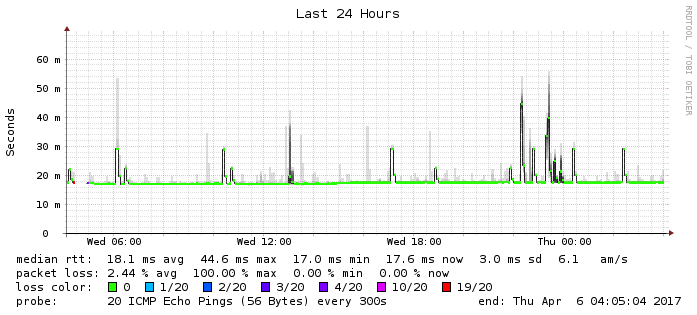 Last 24 Hours
RRDTOOL / TOBI OETIKER
Seconds
60 m
50 m
40 m
30 m
20 m
10 m
0
Wed 06:00 Wed 12:00 Wed 18:00 Thu 00:00
median rtt: 18.1 ms avg 44.6 ms max 17.0 ms min 17.6 ms now 3.0 ms sd 6.1 am/s
packet loss: 2.44 % avg 100.00 % max 0.00 % min 0.00 % now
loss color: 0 1/20 2/20 3/20 4/20 10/20 19/20
probe: 20 ICMP Echo Pings (56 Bytes) every 300s end: Thu Apr 6 04:05:04 2017